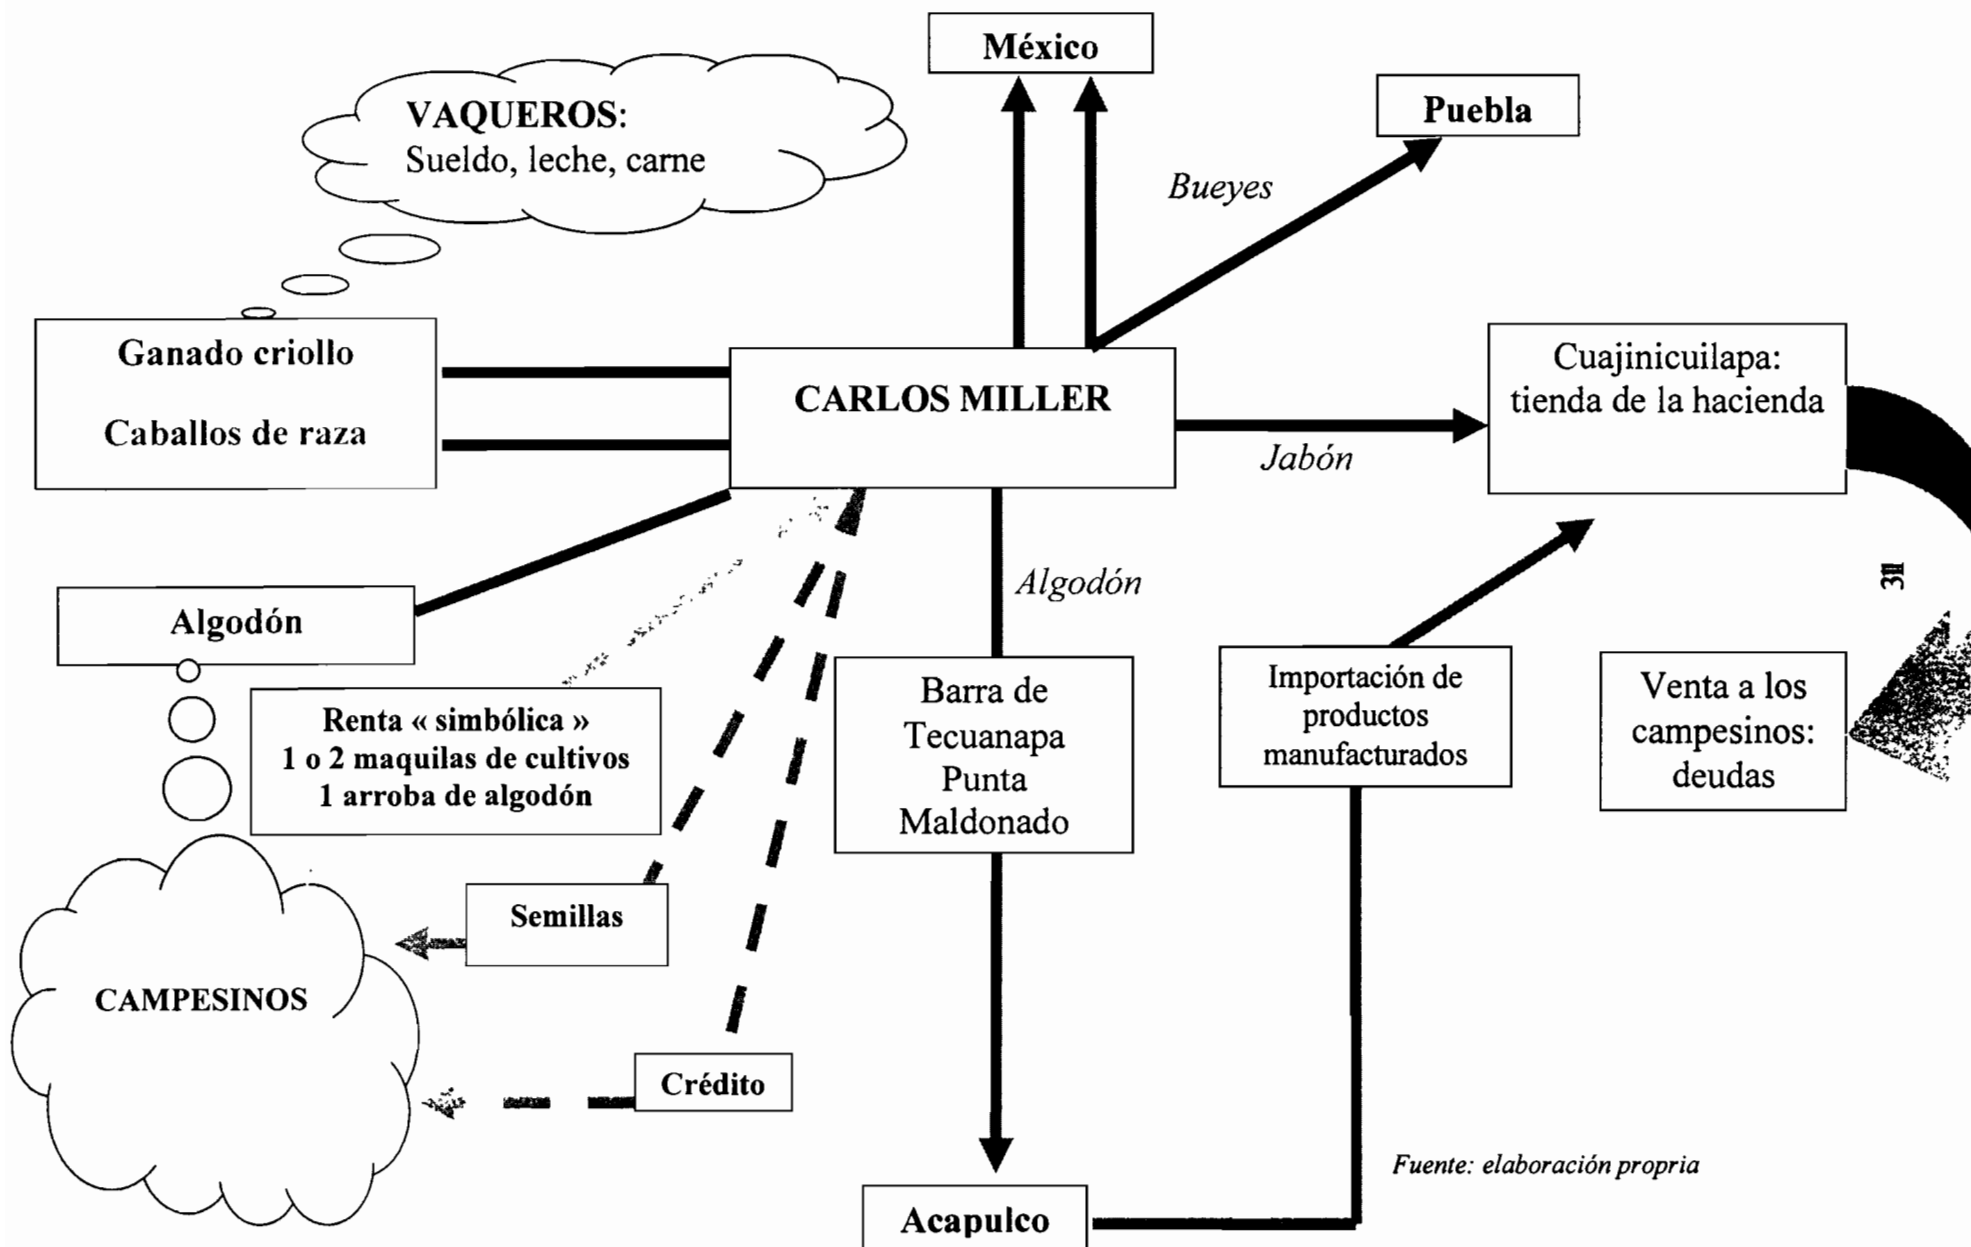 México
Puebla
VAQUEROS:
Sueldo, leche, carne
Bueyes
Ganado criollo
Caballos de raza
CARLOS MILLER
Jabón
Cuajinicuilapa:
tienda de la hacienda
Algodón
Algodón
Renta « simbólica »
1 o 2 maquilas de cultivos
1 arroba de algodón
Barra de
Tecuanapa
Punta
Maldonado
Importación de
productos
manufacturados
Venta a los
campesinos:
deudas
Semillas
CAMPESINOS
Crédito
Acapulco
Fuente: elaboración propria